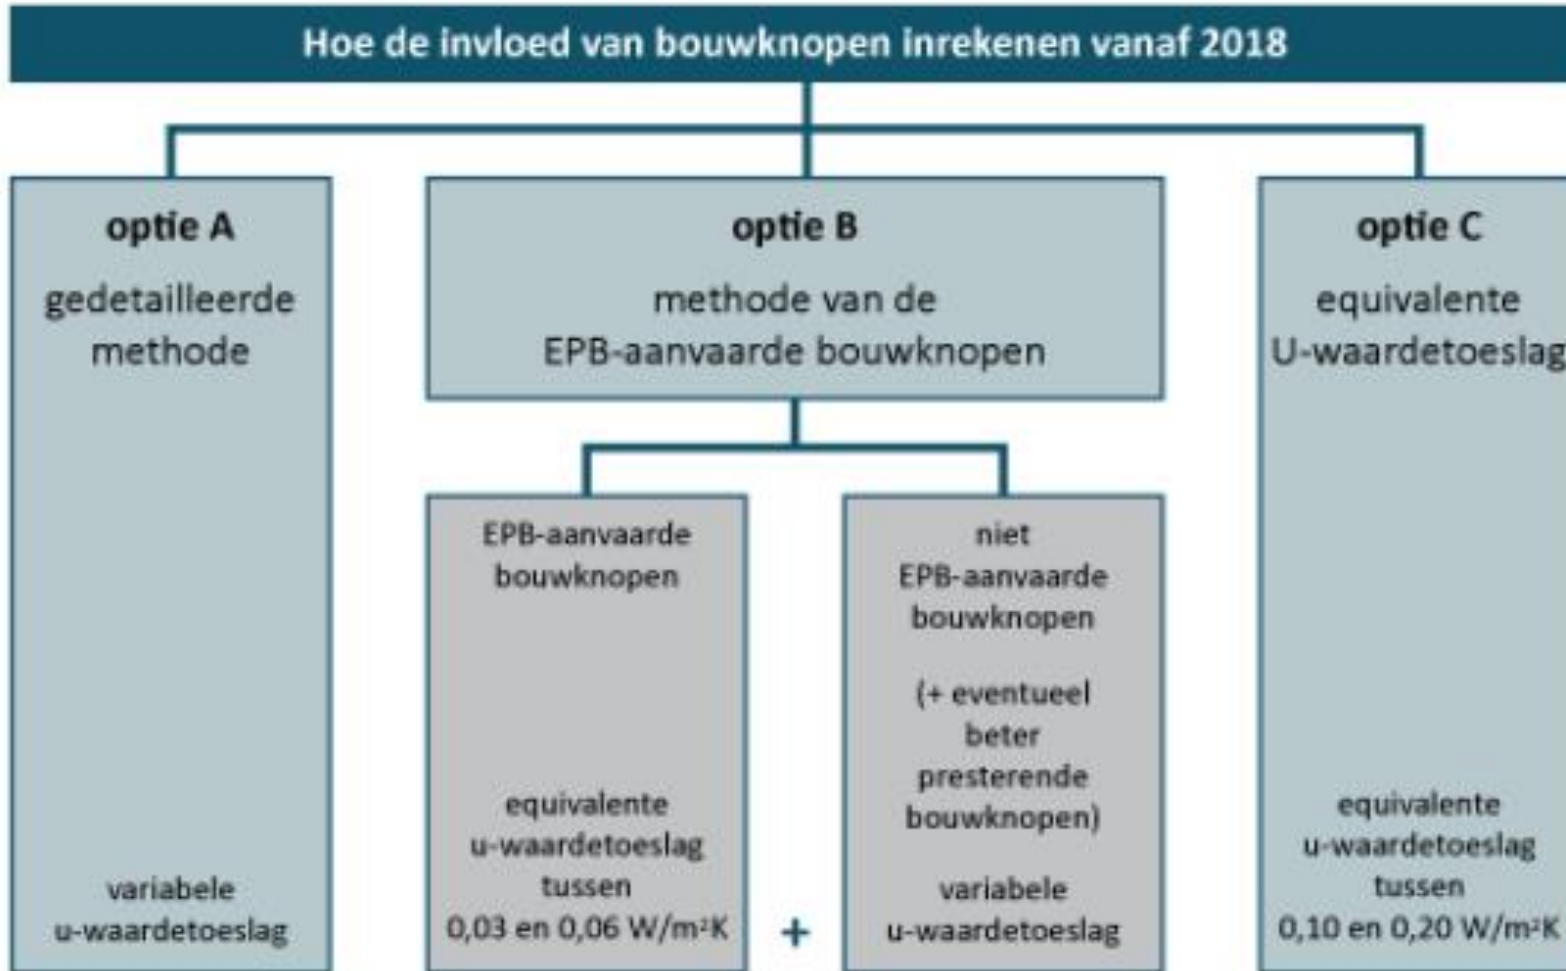 Hoe de invloed van bouwknopen inrekenen vanaf 2018
optie A
gedetailleerde
methode
variabele
u-waardetoeslag
optie B
methode van de
EPB-aanvaarde bouwknopen
EPB-aanvaarde
bouwknopen
equivalente
u-waardetoeslag
tussen
0,03 en 0,06 W/m²K
+
niet
EPB-aanvaarde
bouwknopen
(+ eventueel
beter
presterende
bouwknopen)
variabele
u-waardetoeslag
optie C
equivalente
U-waardetoeslag
equivalente
u-waardetoeslag
tussen
0,10 en 0,20 W/m²K